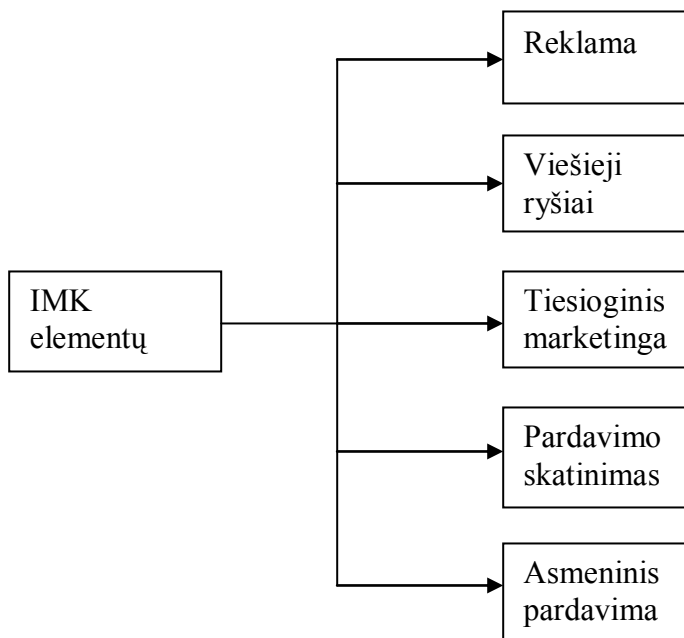 Reklama
Viešieji
ryšiai
IMK
elementų
Tiesioginis
marketinga
Pardavimo
skatinimas
Asmeninis
pardavima